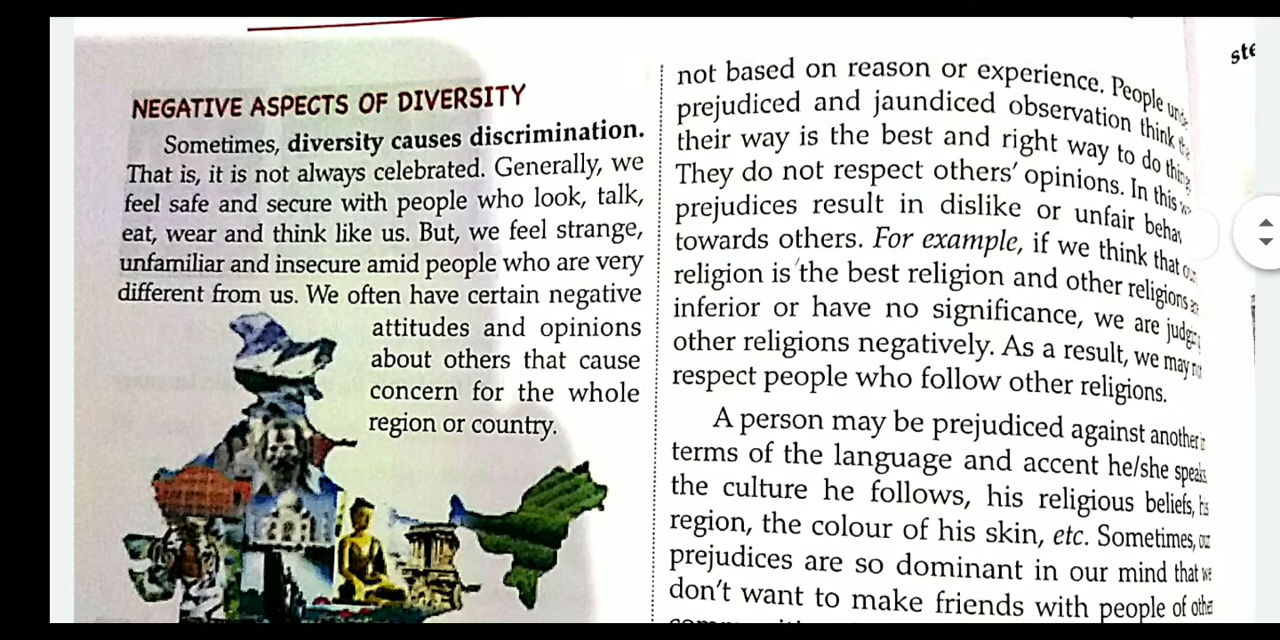 NEGATIVE ASPECTS OF DIVERSITY
Sometimes, diversity causes discrimination.
That is, it is not always celebrated. Generally, we
feel safe and secure with people who look, talk,
eat, wear and think like us. But, we feel strange,
unfamiliar and insecure amid people who are very
different from us. We often have certain negative
attitudes and opinions
about others that cause
concern for the whole
region or country.
not based on reason or experience. People
prejudiced and jaundiced observation think
their way is the best and right way to do
They do not respect others' opinions. In this
prejudices result in dislike or unfair
towards others. For example, if we think that
religion is the best religion and other religions
inferior or have no significance, we are
other religions negatively. As a result, we may
respect people who follow other religions.
A person may be prejudiced against another
terms of the language and accent he/she speaks
the culture he follows, his religious beliefs, his
region, the colour of his skin, etc. Sometimes,
prejudices are so dominant in our mind that we
don't want to make friends with people of